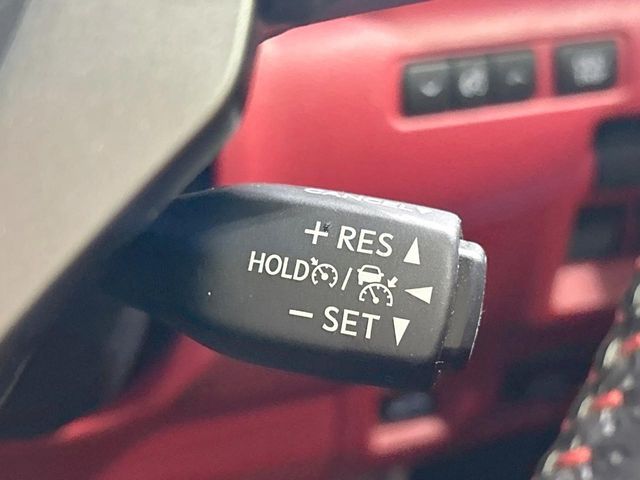 + RES ▲
HOLD / ◀
− SET ▼